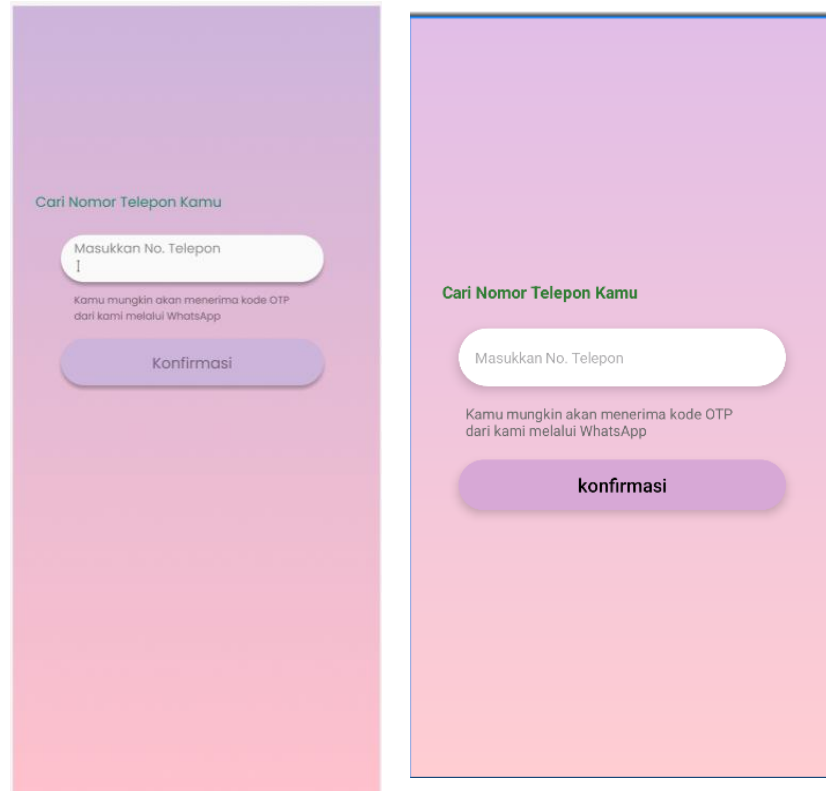 Cari Nomor Telepon Kamu
Masukkan No. Telepon
Kamu mungkin akan menerima kode OTP
dari kami melalui WhatsApp
Konfirmasi
Cari Nomor Telepon Kamu
Masukkan No. Telepon
Kamu mungkin akan menerima kode OTP
dari kami melalui WhatsApp
konfirmasi